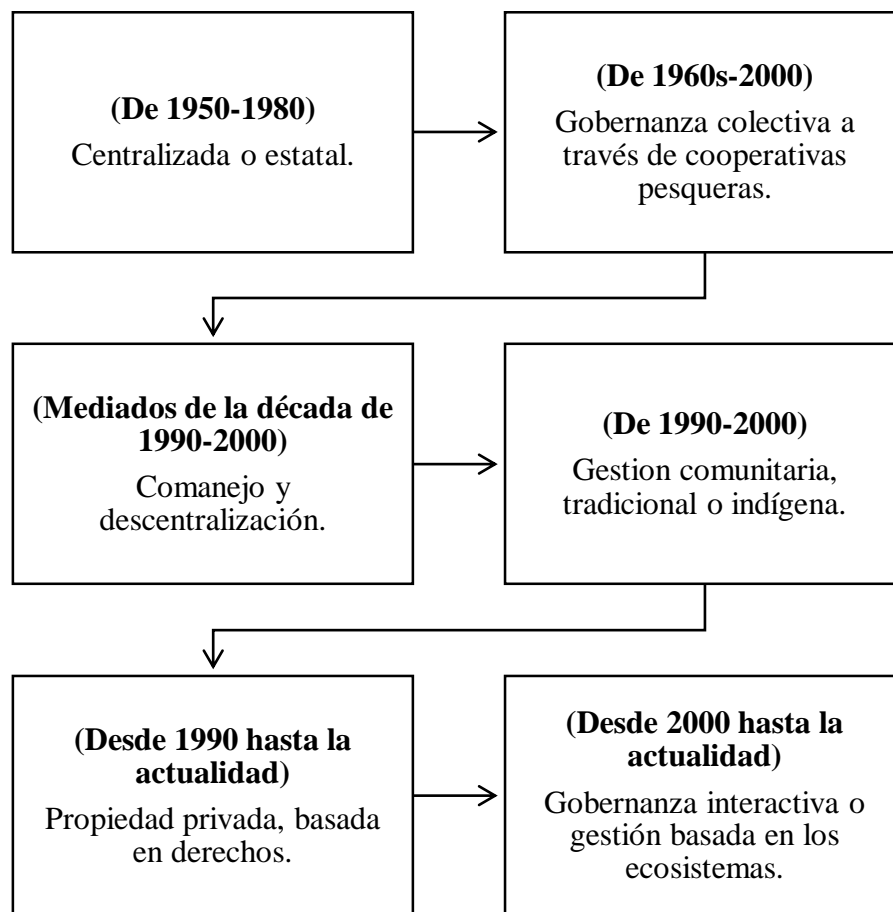 (De 1950-1980)
Centralizada o estatal.
(De 1960s-2000)
Gobernanza colectiva a
través de cooperativas
pesqueras.
(Mediados de la década de
1990-2000)
Comanejo y
descentralización.
(De 1990-2000)
Gestion comunitaria,
tradicional o indígena.
(Desde 1990 hasta la
actualidad)
Propiedad privada, basada
en derechos.
(Desde 2000 hasta la
actualidad)
Gobernanza interactiva o
gestión basada en los
ecosistemas.